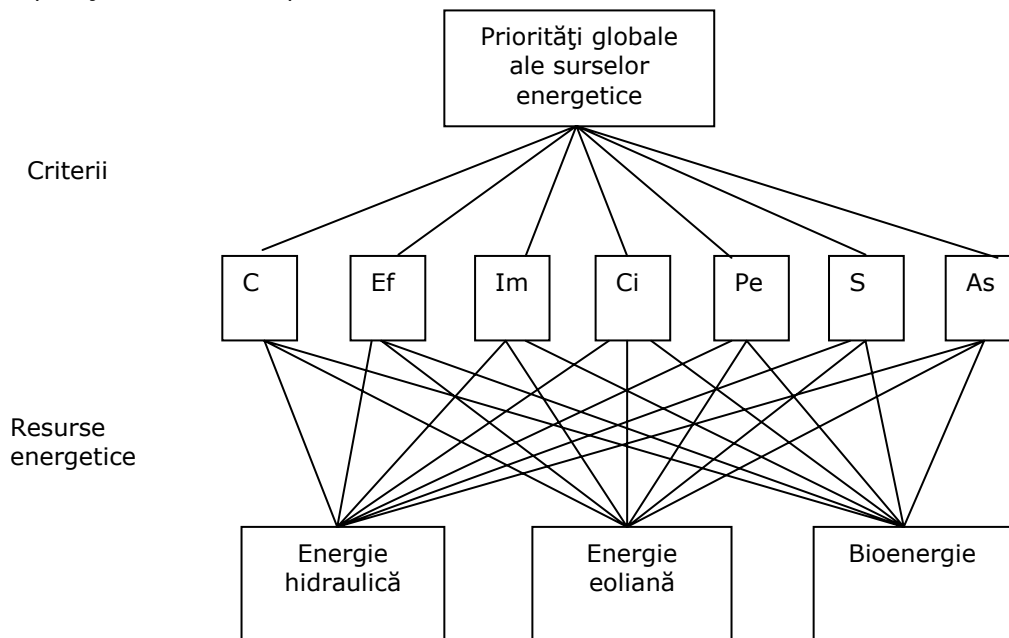 Priorităţi globale
ale surselor
energetice
Criterii
C
Ef
Im
Ci
Pe
S
As
Resurse
energetice
Energie
hidraulică
Energie
eoliană
Bioenergie